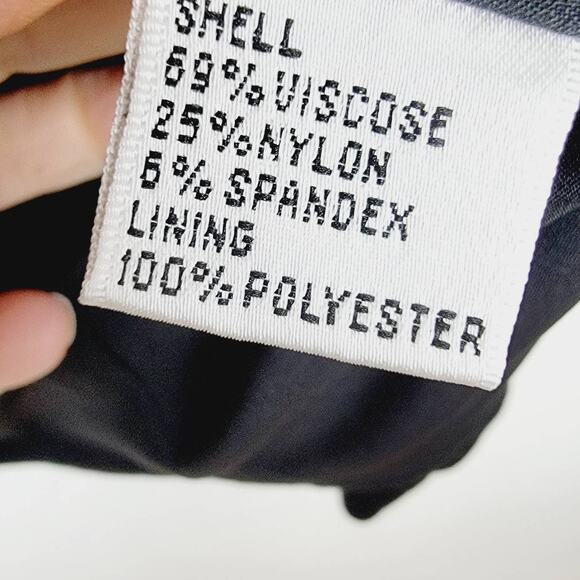 SHELL
69% VISCOSE
25% NYLON
6% SPANDEX
LINING
100% POLYESTER